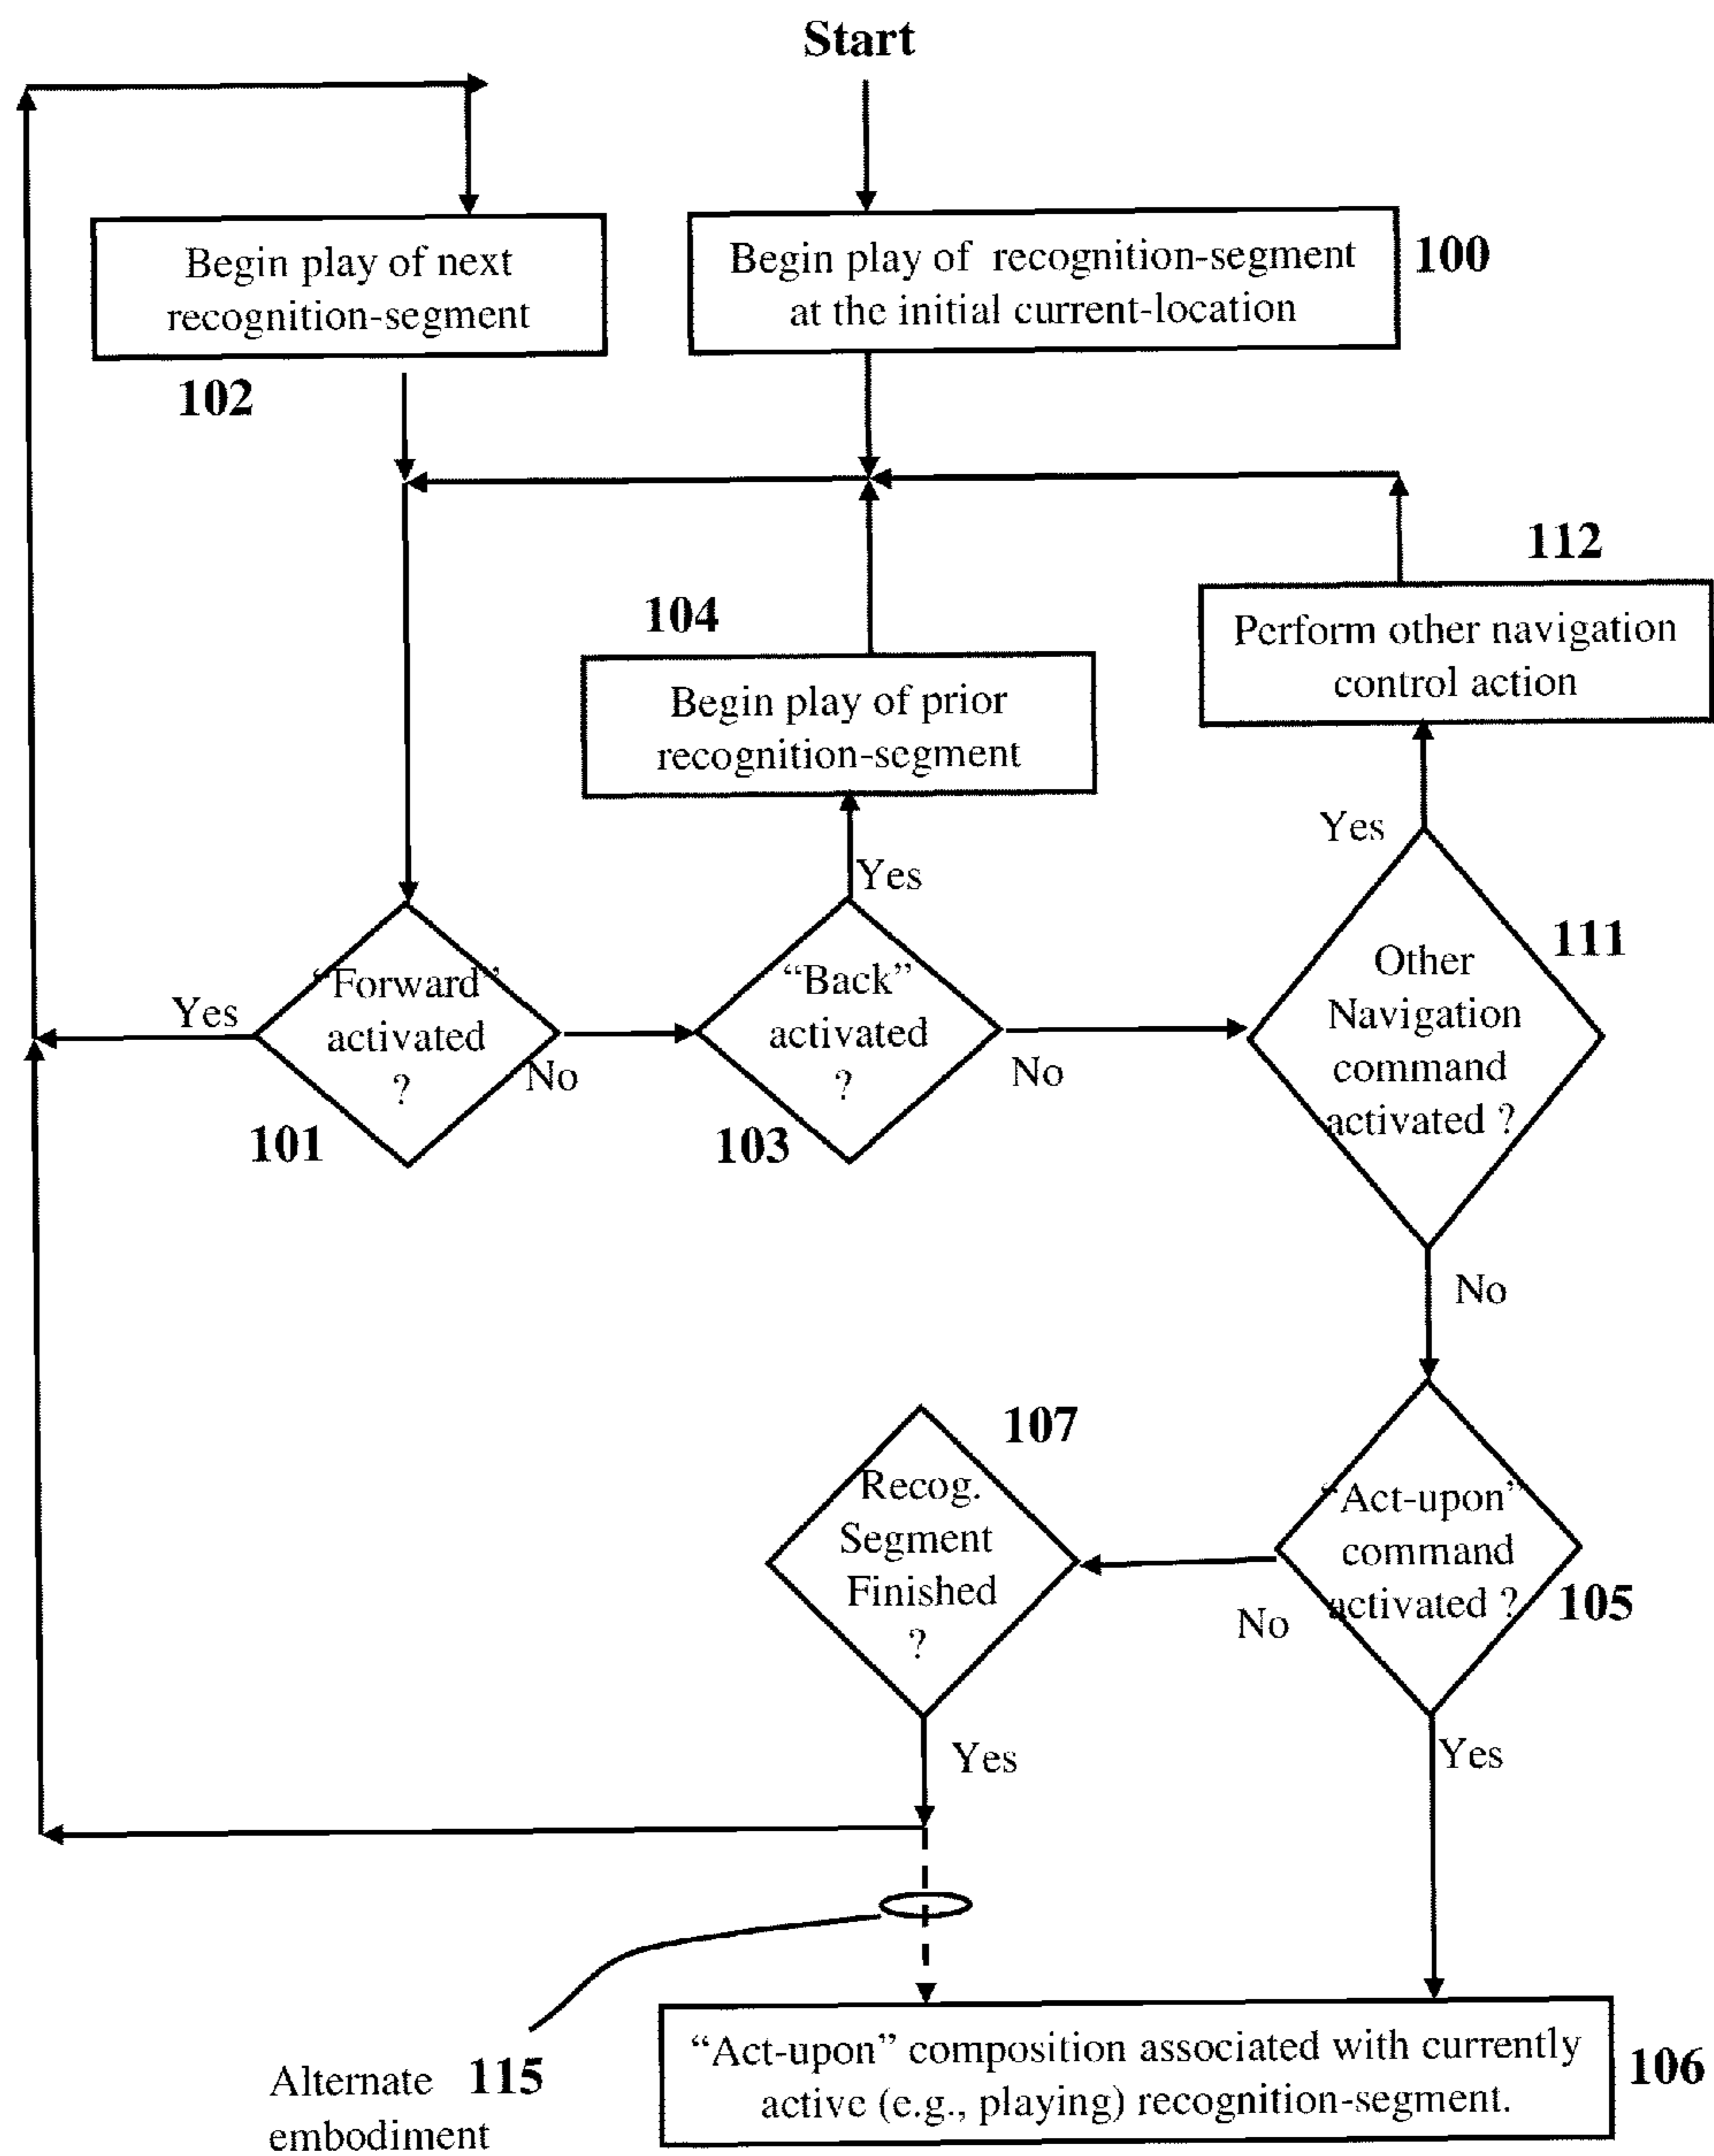 Start
Begin play of next
recognition-segment
102
Begin play of recognition-segment
at the initial current-location
100
112
Perform other navigation
control action
104
Begin play of prior
recognition-segment
Yes
Yes
“Forward”
activated
?
Yes
No
101
“Back”
activated
?
No
103
Other
Navigation
command
activated ?
111
No
107
Recog.
Segment
Finished
?
“Act-upon”
command
activated ?
105
No
Yes
Yes
Alternate 115
embodiment
“Act-upon” composition associated with currently
active (e.g., playing) recognition-segment.
106